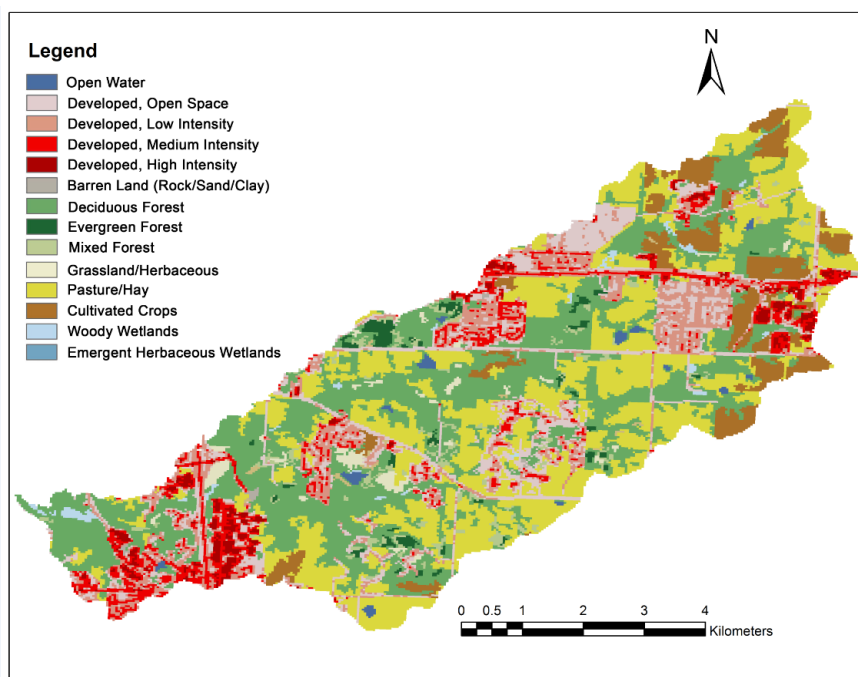 N
Legend
Open Water
Developed, Open Space
Developed, Low Intensity
Developed, Medium Intensity
Developed, High Intensity
Barren Land (Rock/Sand/Clay)
Deciduous Forest
Evergreen Forest
Mixed Forest
Grassland/Herbaceous
Pasture/Hay
Cultivated Crops
Woody Wetlands
Emergent Herbaceous Wetlands
0 0.5 1 2 3 4
Kilometers